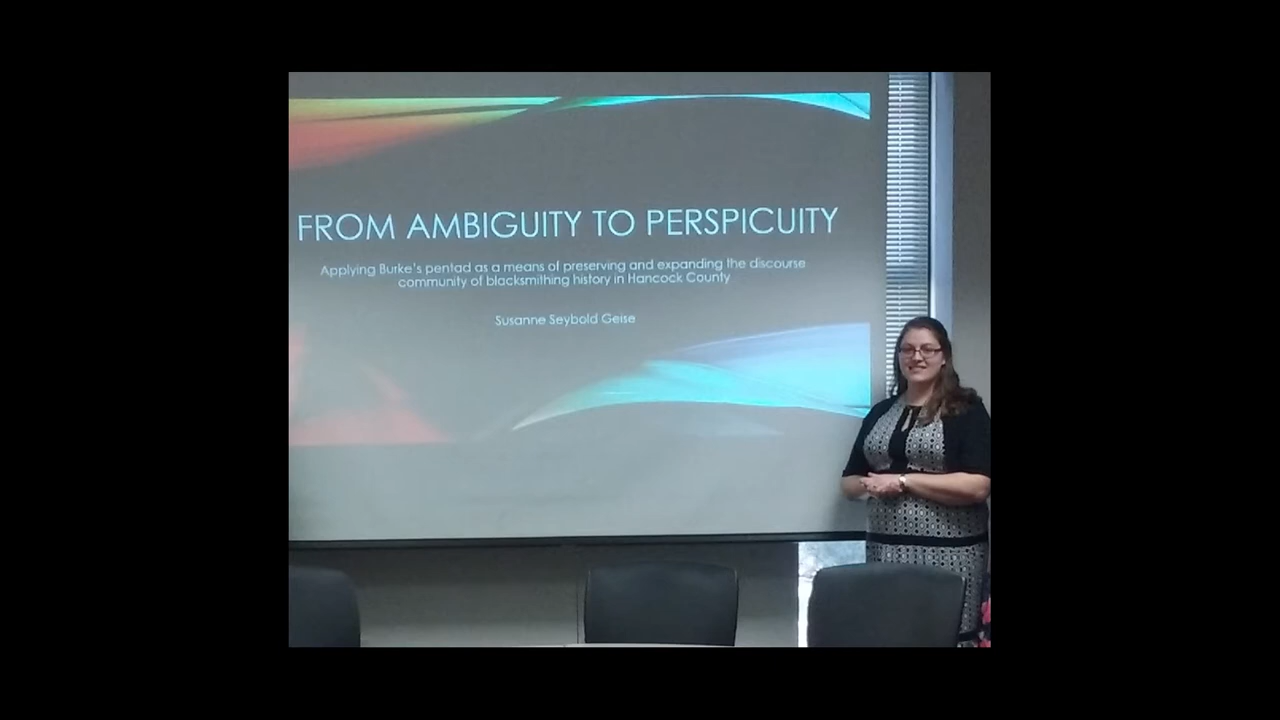 FROM AMBIGUITY TO PERSPICUITY
Applying Burke's pentad as a means of preserving and expanding the discourse
community of blacksmithing history in Hancock County
Susanne Seybold Geise